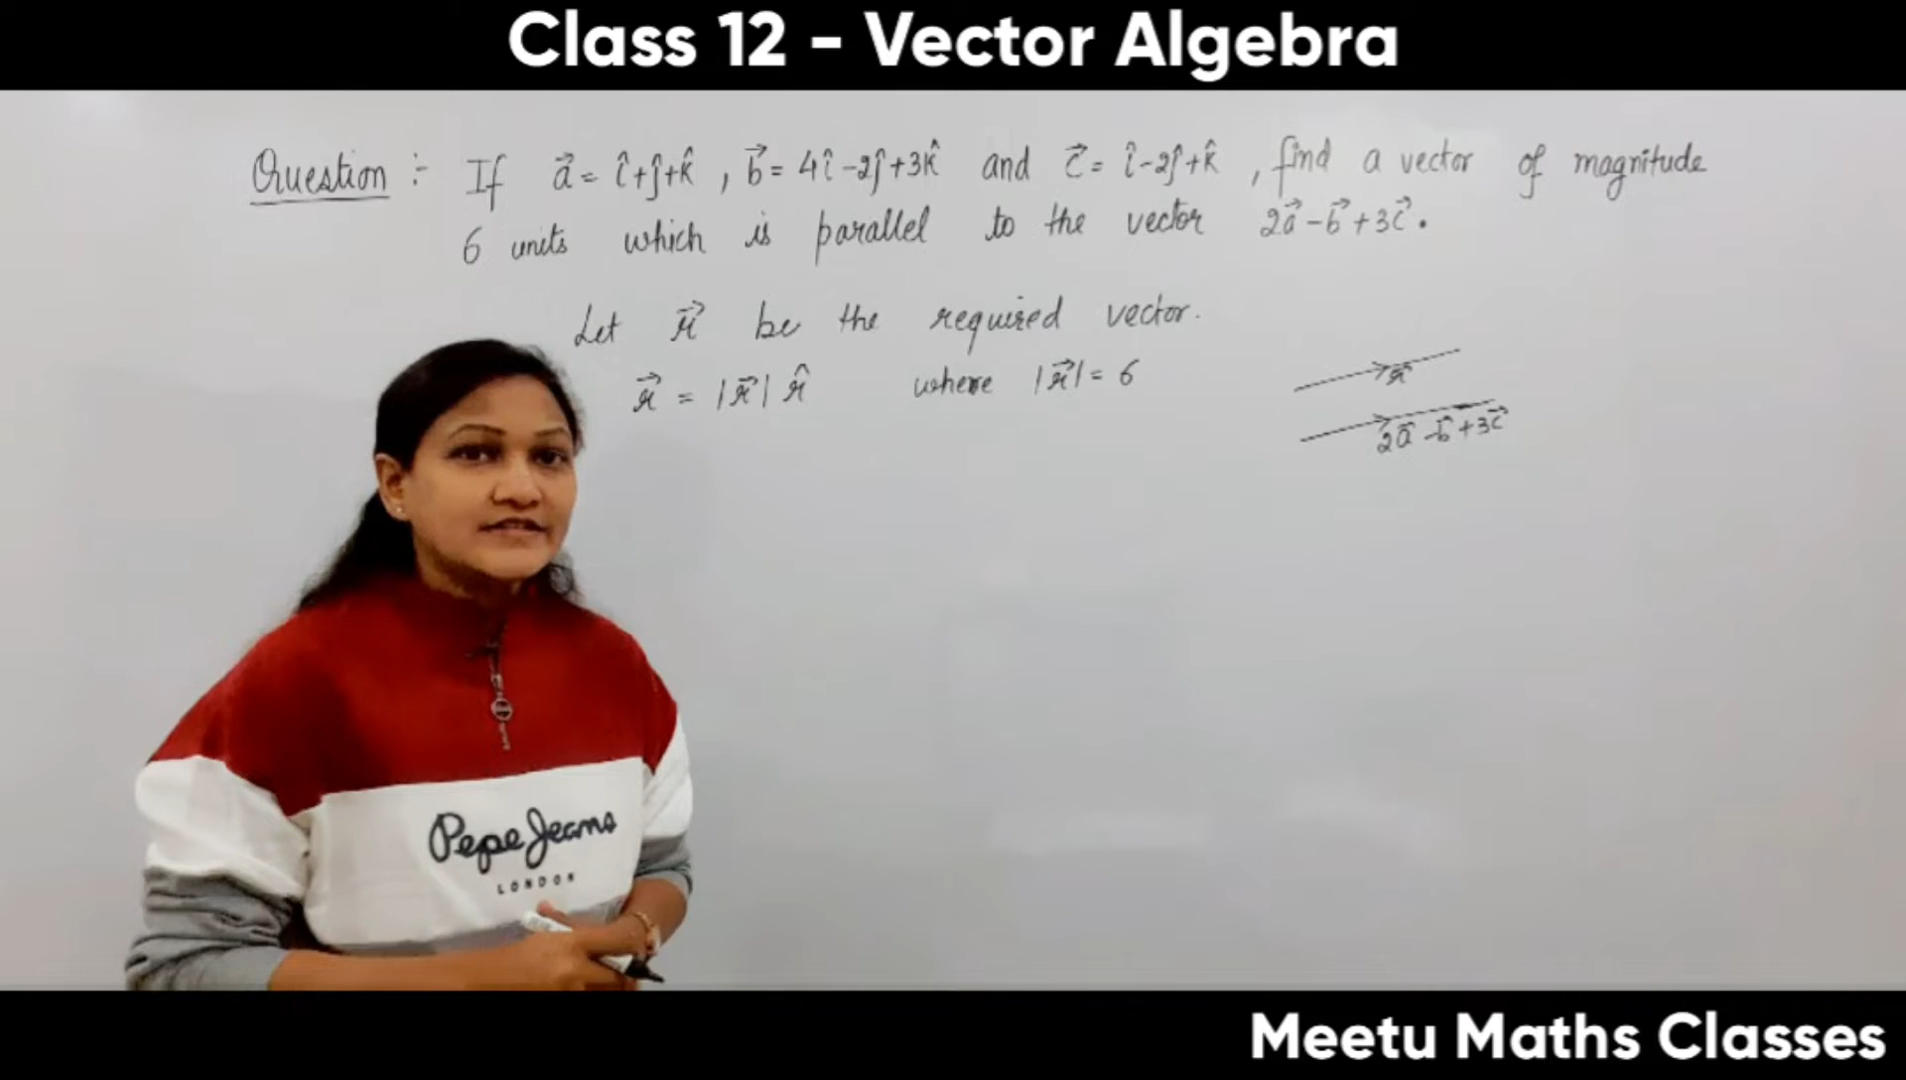 Class 12 - Vector Algebra
Question :- If a⃗ = î+ĵ+k̂ , b⃗ = 4î-2ĵ+3k̂ and c⃗ = î-2ĵ+k̂ , find a vector of magnitude
6 units which is parallel to the vector 2a⃗ - b⃗ + 3c⃗ .
Let r⃗ be the required vector.
r⃗ = |r⃗| r̂ where |r⃗| = 6
r⃗
2a⃗ - b⃗ + 3c⃗
Pepe Jeans
LONDON
Meetu Maths Classes